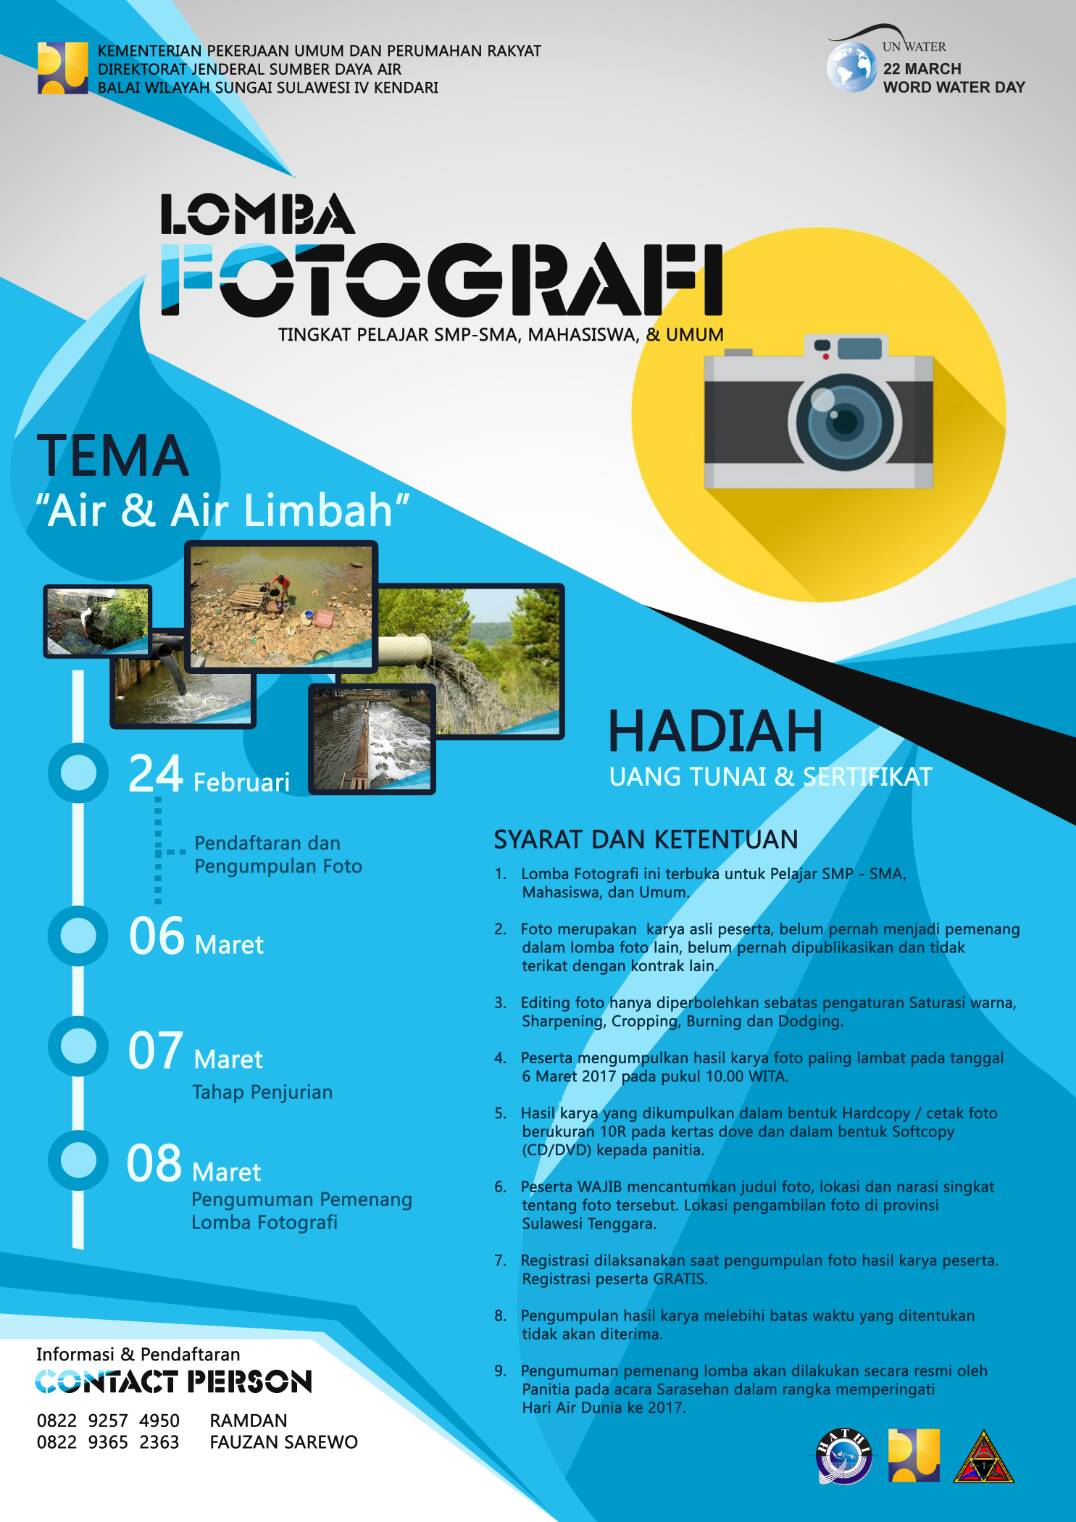 KEMENTERIAN PEKERJAAN UMUM DAN PERUMAHAN RAKYAT
DIREKTORAT JENDERAL SUMBER DAYA AIR
BALAI WILAYAH SUNGAI SULAWESI IV KENDARI
UN WATER
22 MARCH
WORD WATER DAY
LOMBA
FOTOGRAFI
TINGKAT PELAJAR SMP-SMA, MAHASISWA, & UMUM
TEMA
“Air & Air Limbah”
24 Februari
Pendaftaran dan
Pengumpulan Foto
06 Maret
07 Maret
Tahap Penjurian
08 Maret
Pengumuman Pemenang
Lomba Fotografi
HADIAH
UANG TUNAI & SERTIFIKAT
SYARAT DAN KETENTUAN
1. Lomba Fotografi ini terbuka untuk Pelajar SMP - SMA,
Mahasiswa, dan Umum.
2. Foto merupakan karya asli peserta, belum pernah menjadi pemenang
dalam lomba foto lain, belum pernah dipublikasikan dan tidak
terikat dengan kontrak lain.
3. Editing foto hanya diperbolehkan sebatas pengaturan Saturasi warna,
Sharpening, Cropping, Burning dan Dodging.
4. Peserta mengumpulkan hasil karya foto paling lambat pada tanggal
6 Maret 2017 pada pukul 10.00 WITA.
5. Hasil karya yang dikumpulkan dalam bentuk Hardcopy / cetak foto
berukuran 10R pada kertas dove dan dalam bentuk Softcopy
(CD/DVD) kepada panitia.
6. Peserta WAJIB mencantumkan judul foto, lokasi dan narasi singkat
tentang foto tersebut. Lokasi pengambilan foto di provinsi
Sulawesi Tenggara.
7. Registrasi dilaksanakan saat pengumpulan foto hasil karya peserta.
Registrasi peserta GRATIS.
8. Pengumpulan hasil karya melebihi batas waktu yang ditentukan
tidak akan diterima.
9. Pengumuman pemenang lomba akan dilakukan secara resmi oleh
Panitia pada acara Sarasehan dalam rangka memperingati
Hari Air Dunia ke 2017.
Informasi & Pendaftaran
CONTACT PERSON
0822 9257 4950 RAMDAN
0822 9365 2363 FAUZAN SAREWO
HATHI